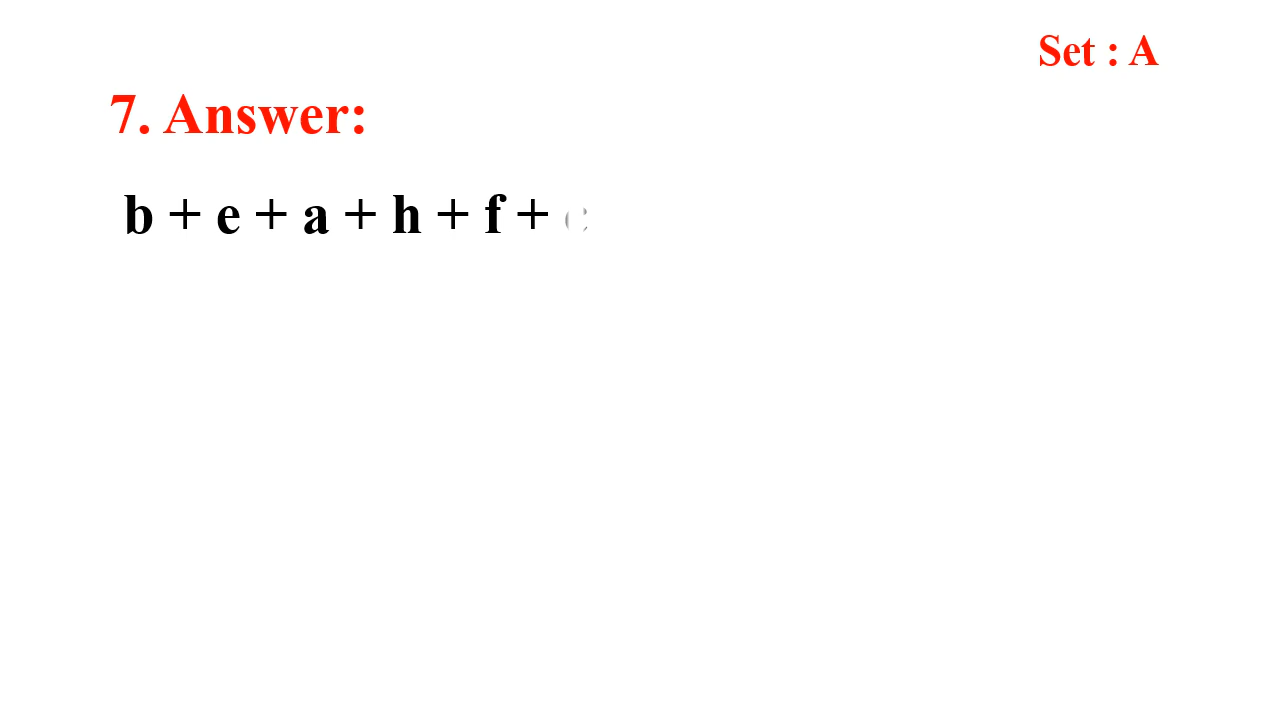 Set : A
7. Answer:
b + e + a + h + f +